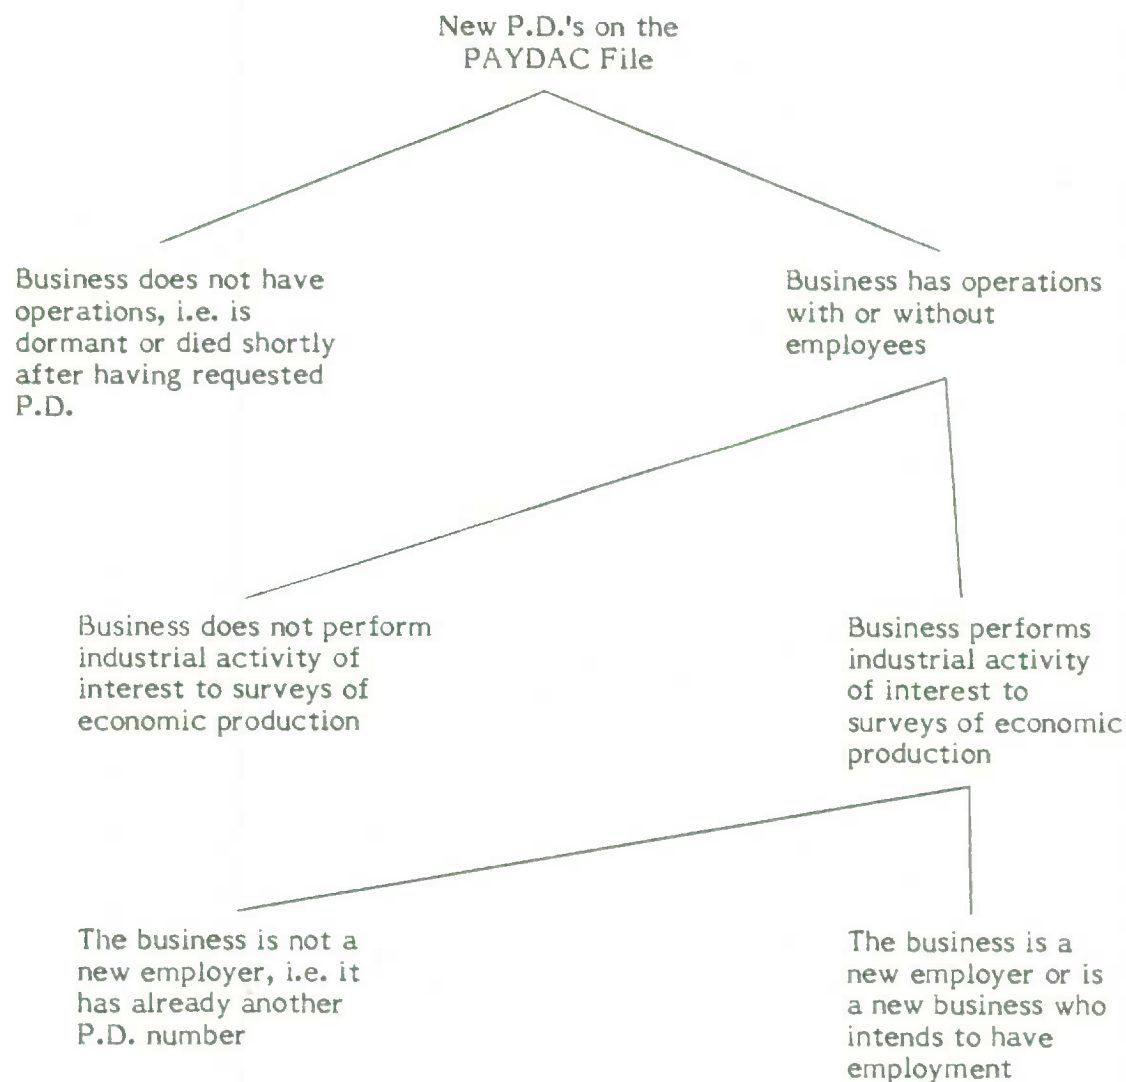 New P.D.'s on the
PAYDAC File
Business does not have
operations, i.e. is
dormant or died shortly
after having requested
P.D.
Business has operations
with or without
employees
Business does not perform
industrial activity of
interest to surveys of
economic production
Business performs
industrial activity
of interest to
surveys of economic
production
The business is not a
new employer, i.e. it
has already another
P.D. number
The business is a
new employer or is
a new business who
intends to have
employment